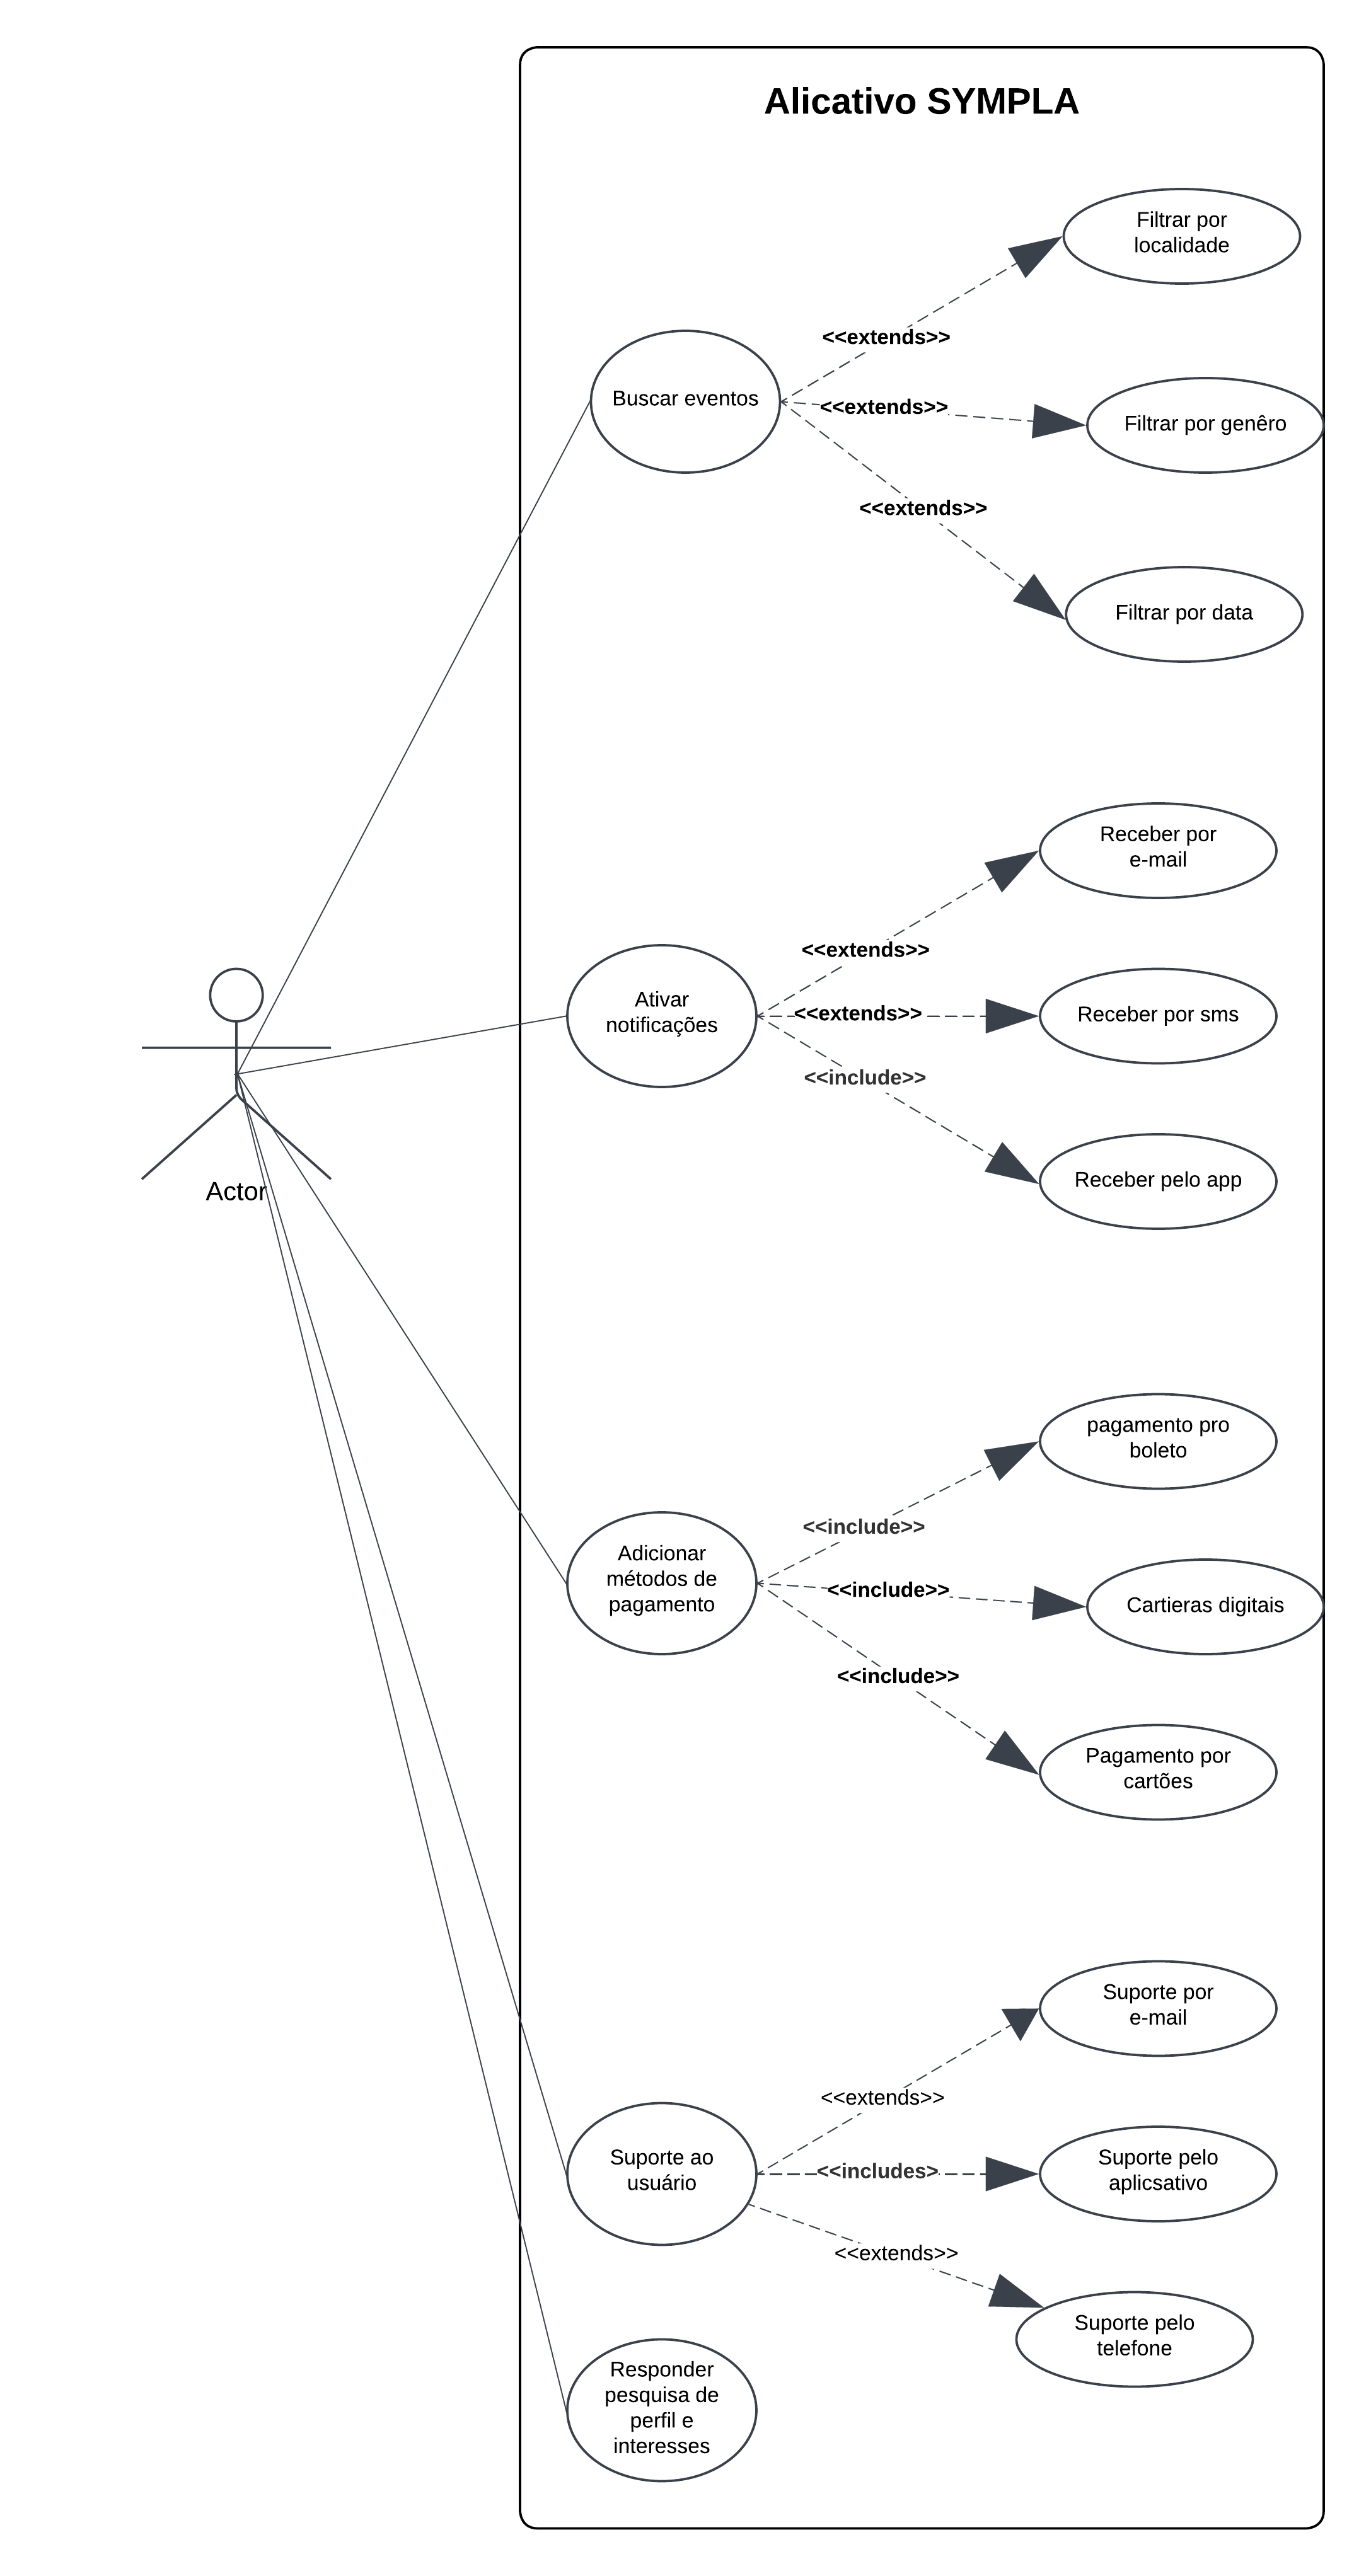 Alicativo SYMPLA
Filtrar por
localidade
<<extends>>
Buscar eventos
<<extends>>
Filtrar por genêro
<<extends>>
Filtrar por data
Receber por
e-mail
<<extends>>
Ativar
notificações
<<extends>>
Receber por sms
<<include>>
Receber pelo app
Actor
pagamento pro
boleto
<<include>>
Adicionar
métodos de
pagamento
<<include>>
Cartieras digitais
<<include>>
Pagamento por
cartões
Suporte por
e-mail
<<extends>>
Suporte ao
usuário
<<includes>
Suporte pelo
aplicsativo
<<extends>>
Suporte pelo
telefone
Responder
pesquisa de
perfil e
interesses